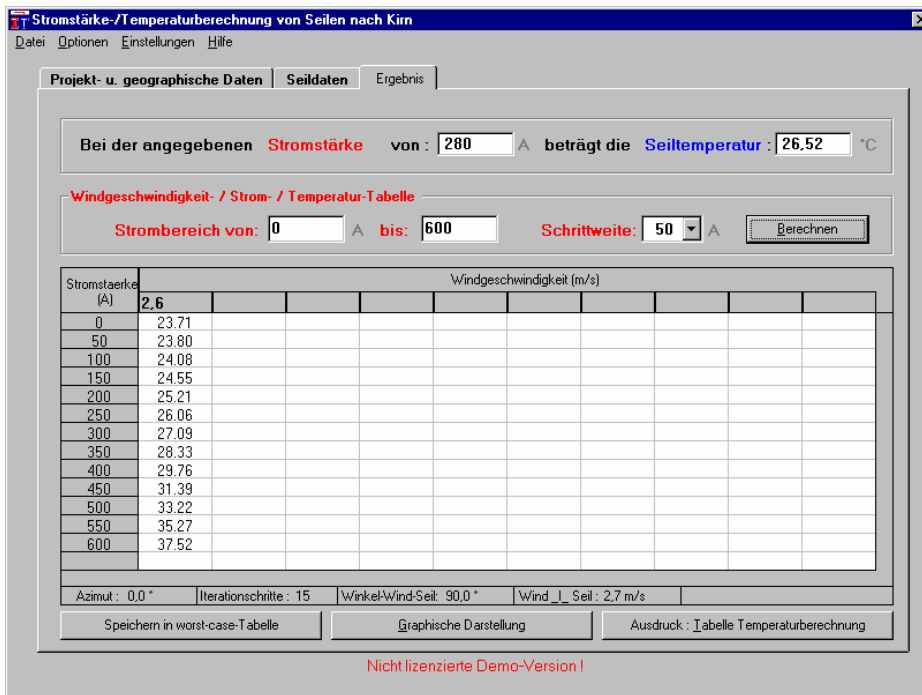 Stromstärke-/Temperaturberechnung von Seilen nach Kirn
Datei Optionen Einstellungen Hilfe
Projekt- u. geographische Daten Seildaten Ergebnis
Bei der angegebenen Stromstärke von : 280 A beträgt die Seiltemperatur : 26,52 °C
Windgeschwindigkeit- / Strom- / Temperatur-Tabelle
Strombereich von: 0 A bis: 600 Schrittweite: 50 A Berechnen
Stromstaerke (A) Windgeschwindigkeit (m/s)
2,6
0 23.71
50 23.80
100 24.08
150 24.55
200 25.21
250 26.06
300 27.09
350 28.33
400 29.76
450 31.39
500 33.22
550 35.27
600 37.52
Azimut : 0,0 ° Iterationschritte : 15 Winkel-Wind-Seil: 90,0 ° Wind _|_ Seil : 2,7 m/s
Speichern in worst-case-Tabelle Graphische Darstellung Ausdruck : Tabelle Temperaturberechnung
Nicht lizenzierte Demo-Version !